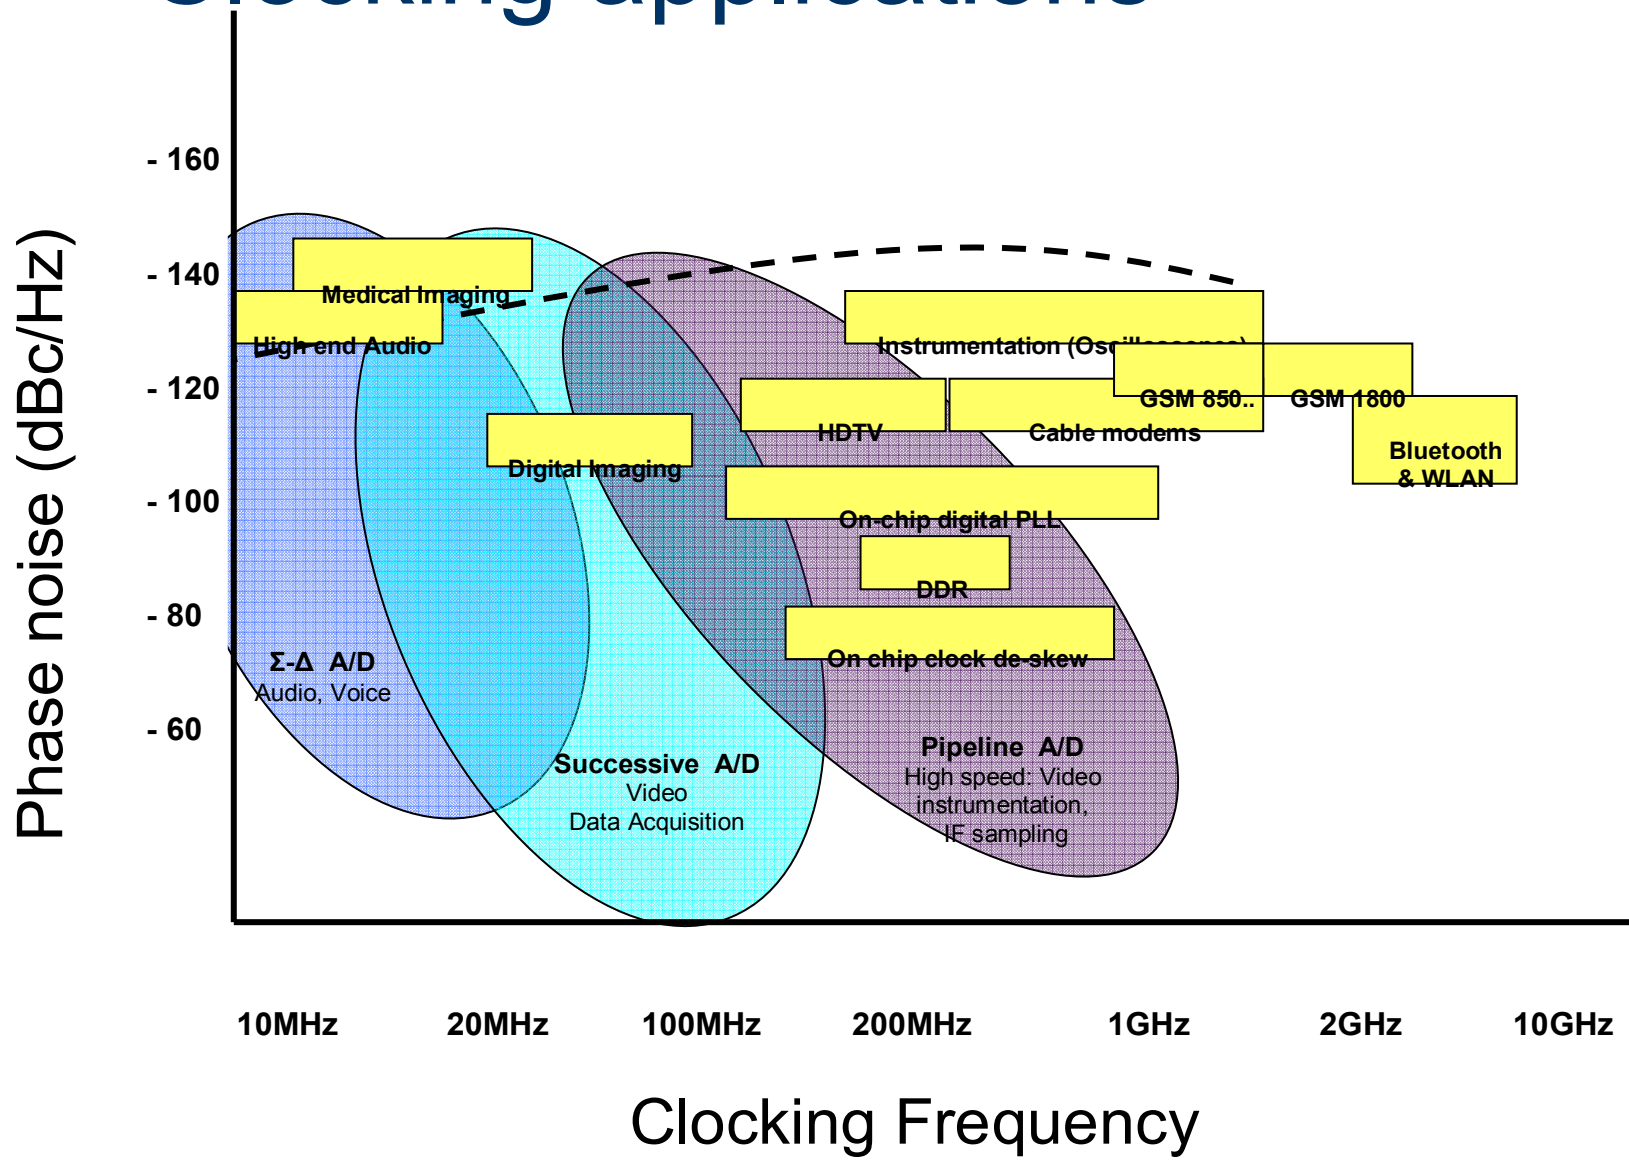 Clocking applications
- 160
- 140
- 120
- 100
- 80
- 60
Phase noise (dBc/Hz)
Medical Imaging
High end Audio
Instrumentation (Oscilloscopes)
GSM 850..
GSM 1800
HDTV
Cable modems
Bluetooth
& WLAN
Digital Imaging
On-chip digital PLL
DDR
On chip clock de-skew
Σ-Δ A/D
Audio, Voice
Successive A/D
Video
Data Acquisition
Pipeline A/D
High speed: Video
instrumentation,
IF sampling
10MHz
20MHz
100MHz
200MHz
1GHz
2GHz
10GHz
Clocking Frequency